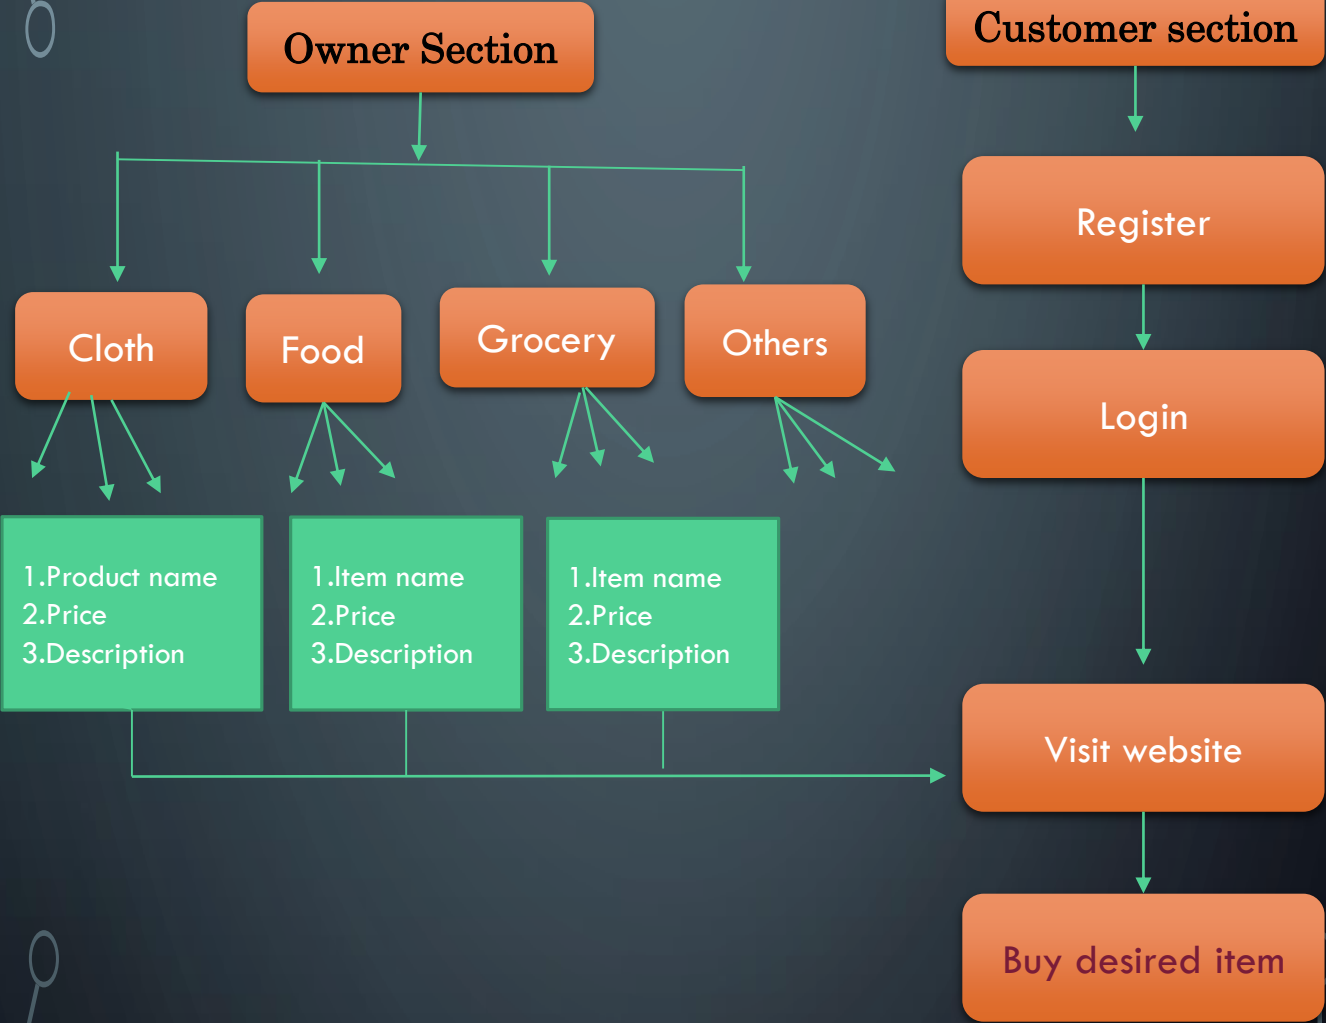 Owner Section
Customer section
Register
Cloth
Food
Grocery
Others
Login
1.Product name
2.Price
3.Description
1.Item name
2.Price
3.Description
1.Item name
2.Price
3.Description
Visit website
Buy desired item